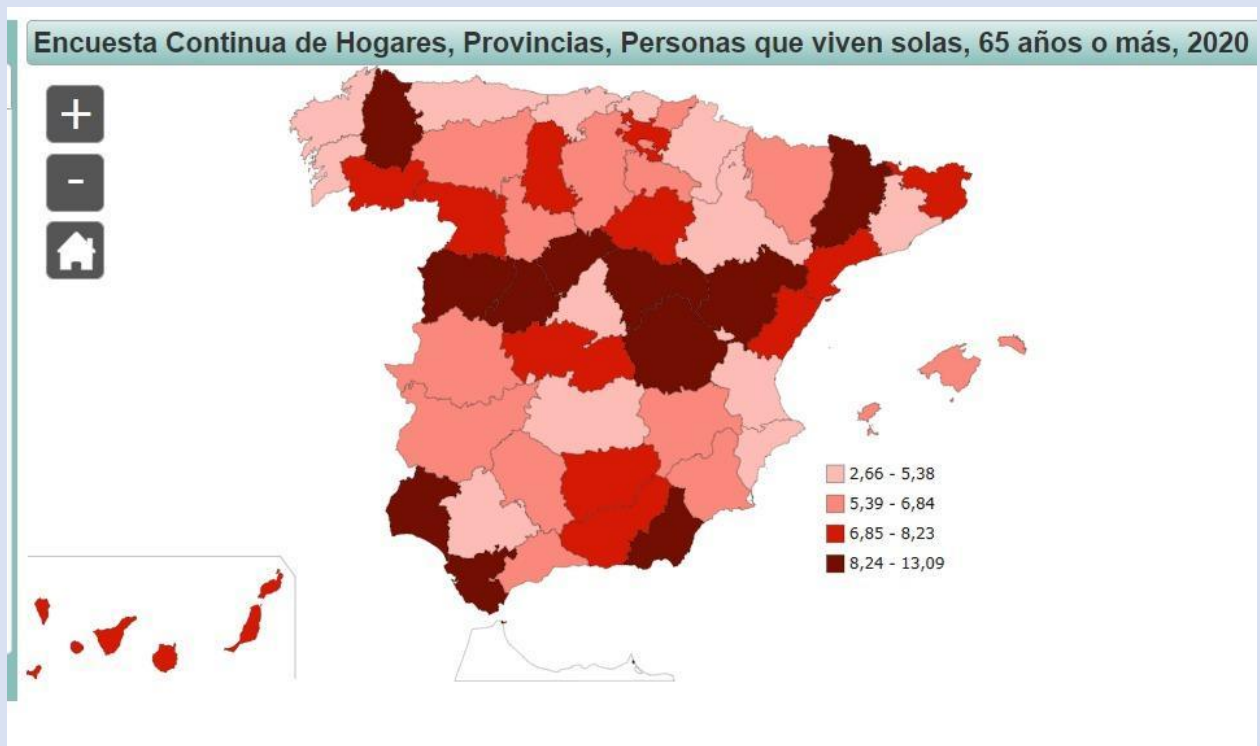 Encuesta Continua de Hogares, Provincias, Personas que viven solas, 65 años o más, 2020
+
-
2,66 - 5,38
5,39 - 6,84
6,85 - 8,23
8,24 - 13,09